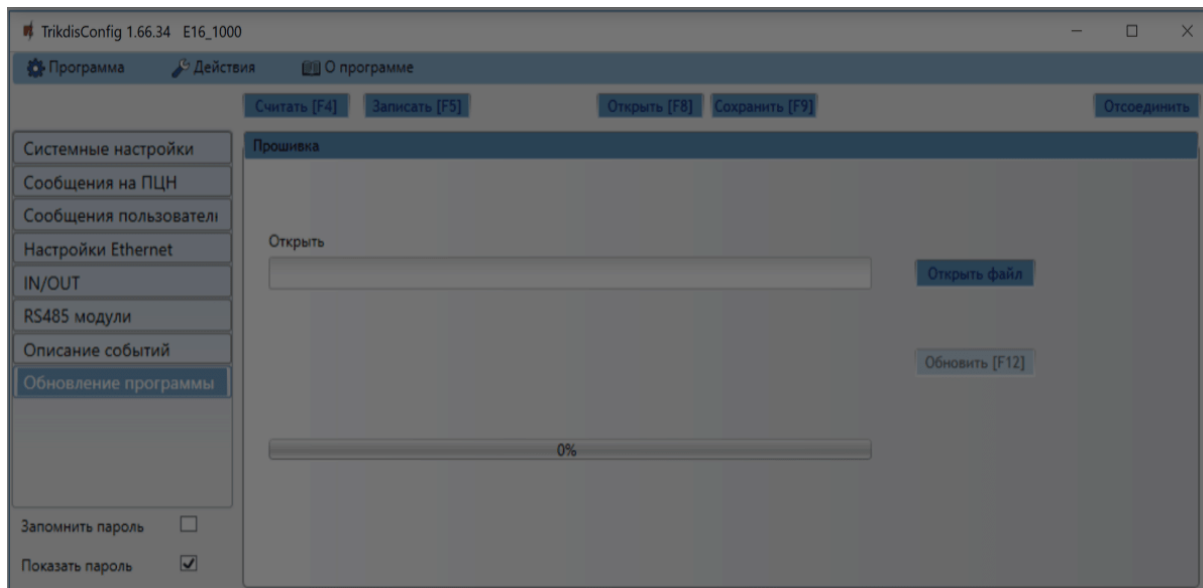 TrikdisConfig 1.66.34 E16_1000
Программа Действия О программе
Считать [F4] Записать [F5] Открыть [F8] Сохранить [F9] Отсоединить
Системные настройки
Сообщения на ПЦН
Сообщения пользователю
Настройки Ethernet
IN/OUT
RS485 модули
Описание событий
Обновление программы
Запомнить пароль
Показать пароль
Прошивка
Открыть
Открыть файл
Обновить [F12]
0%